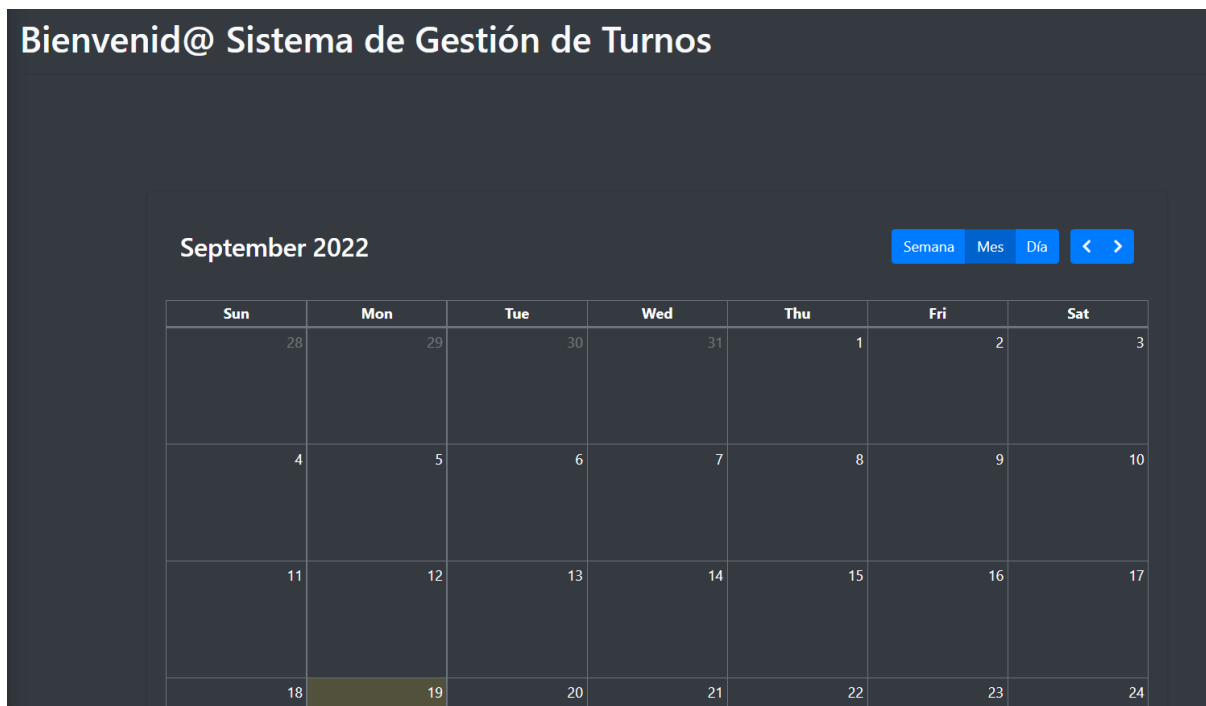 Bienvenid@ Sistema de Gestión de Turnos
September 2022 Semana Mes Día
Sun Mon Tue Wed Thu Fri Sat
28 29 30 31 1 2 3
4 5 6 7 8 9 10
11 12 13 14 15 16 17
18 19 20 21 22 23 24